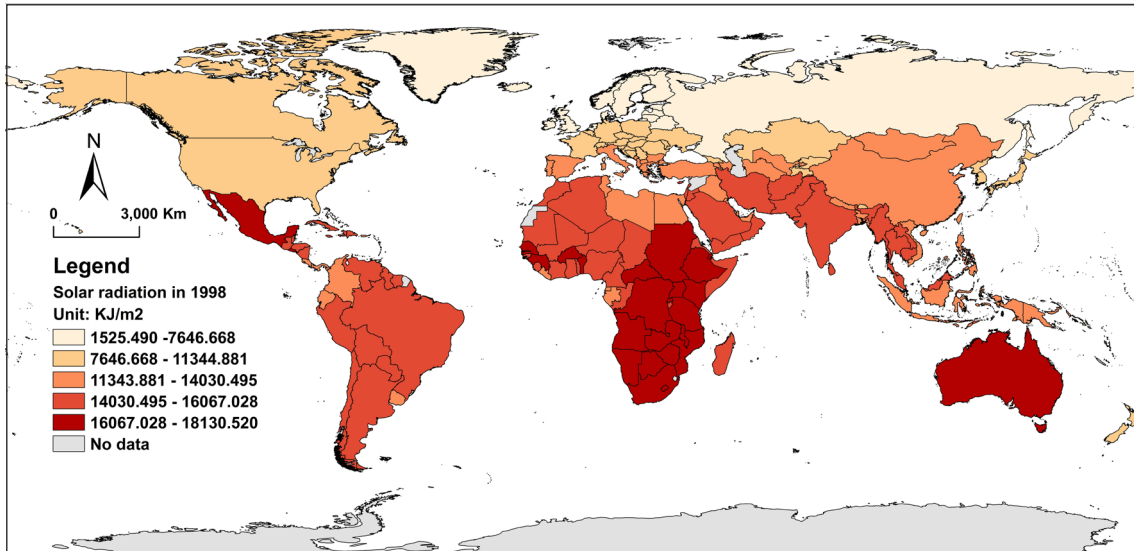 N
0 3,000 Km
Legend
Solar radiation in 1998
Unit: KJ/m2
1525.490 -7646.668
7646.668 - 11344.881
11343.881 - 14030.495
14030.495 - 16067.028
16067.028 - 18130.520
No data